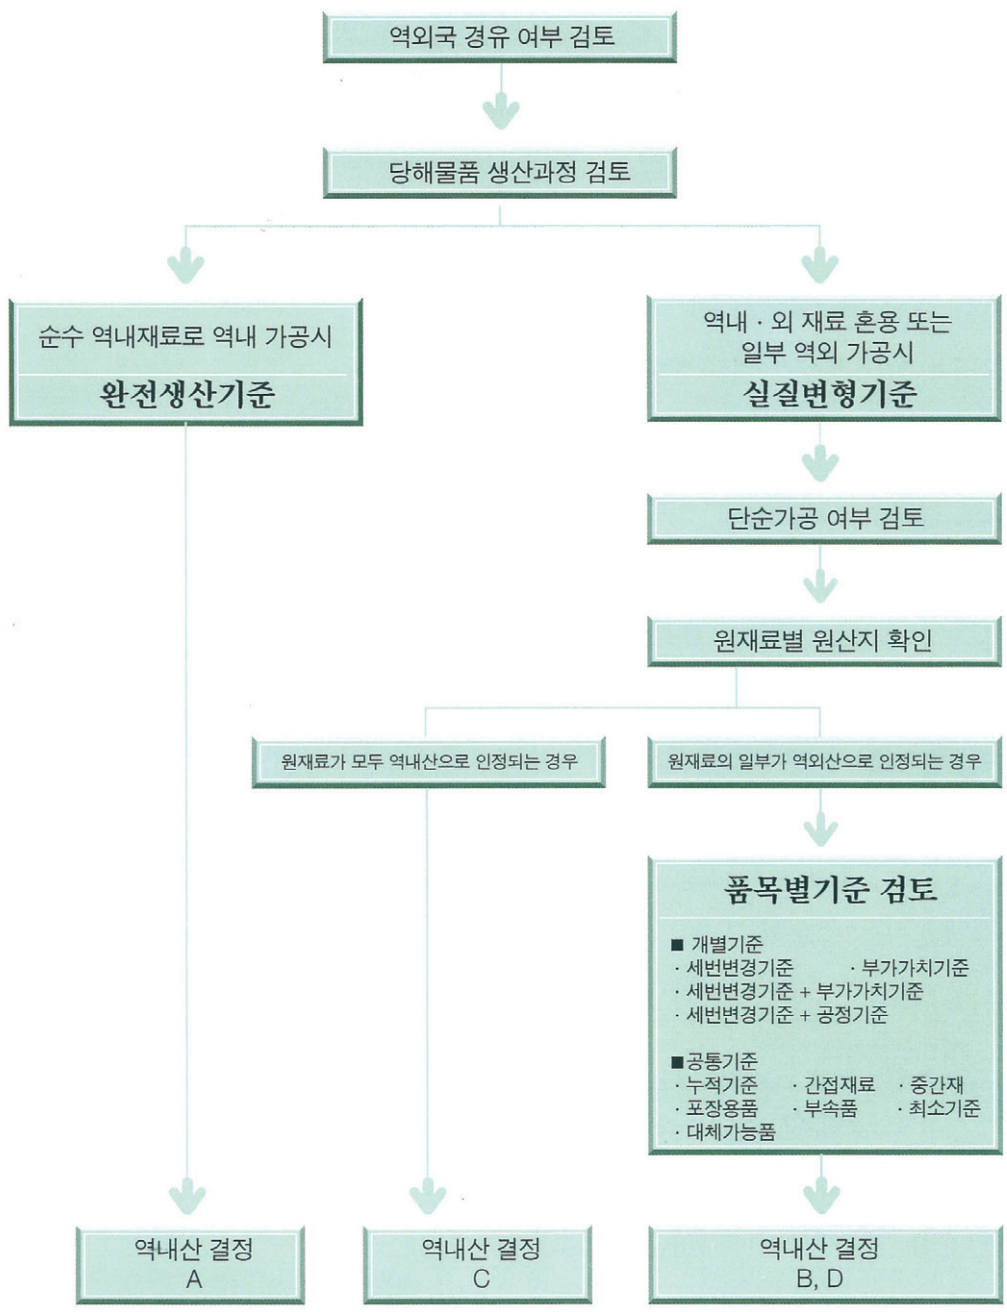 역외국 경유 여부 검토
당해물품 생산과정 검토
순수 역내재료로 역내 가공시
완전생산기준
역내 · 외 재료 혼용 또는
일부 역외 가공시
실질변형기준
단순가공 여부 검토
원재료별 원산지 확인
원재료가 모두 역내산으로 인정되는 경우
원재료의 일부가 역외산으로 인정되는 경우
품목별기준 검토
■ 개별기준
· 세번변경기준 · 부가가치기준
· 세번변경기준 + 부가가치기준
· 세번변경기준 + 공정기준
■공통기준
· 누적기준 · 간접재료 · 중간재
· 포장용품 · 부속품 · 최소기준
· 대체가능품
역내산 결정
A
역내산 결정
C
역내산 결정
B, D